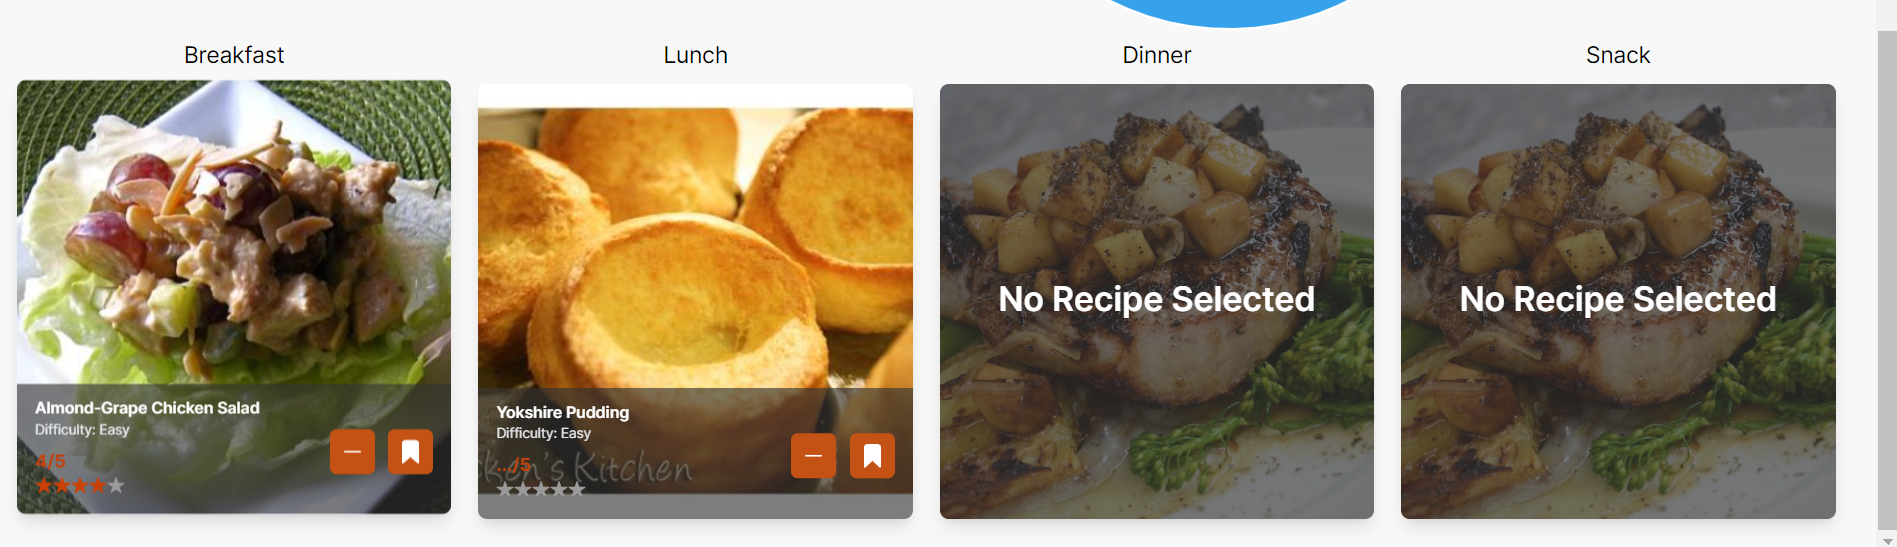 Breakfast
Lunch
Dinner
Snack
Almond-Grape Chicken Salad
Difficulty: Easy
4/5
Yokshire Pudding
Difficulty: Easy
../5
Kitchen
No Recipe Selected
No Recipe Selected